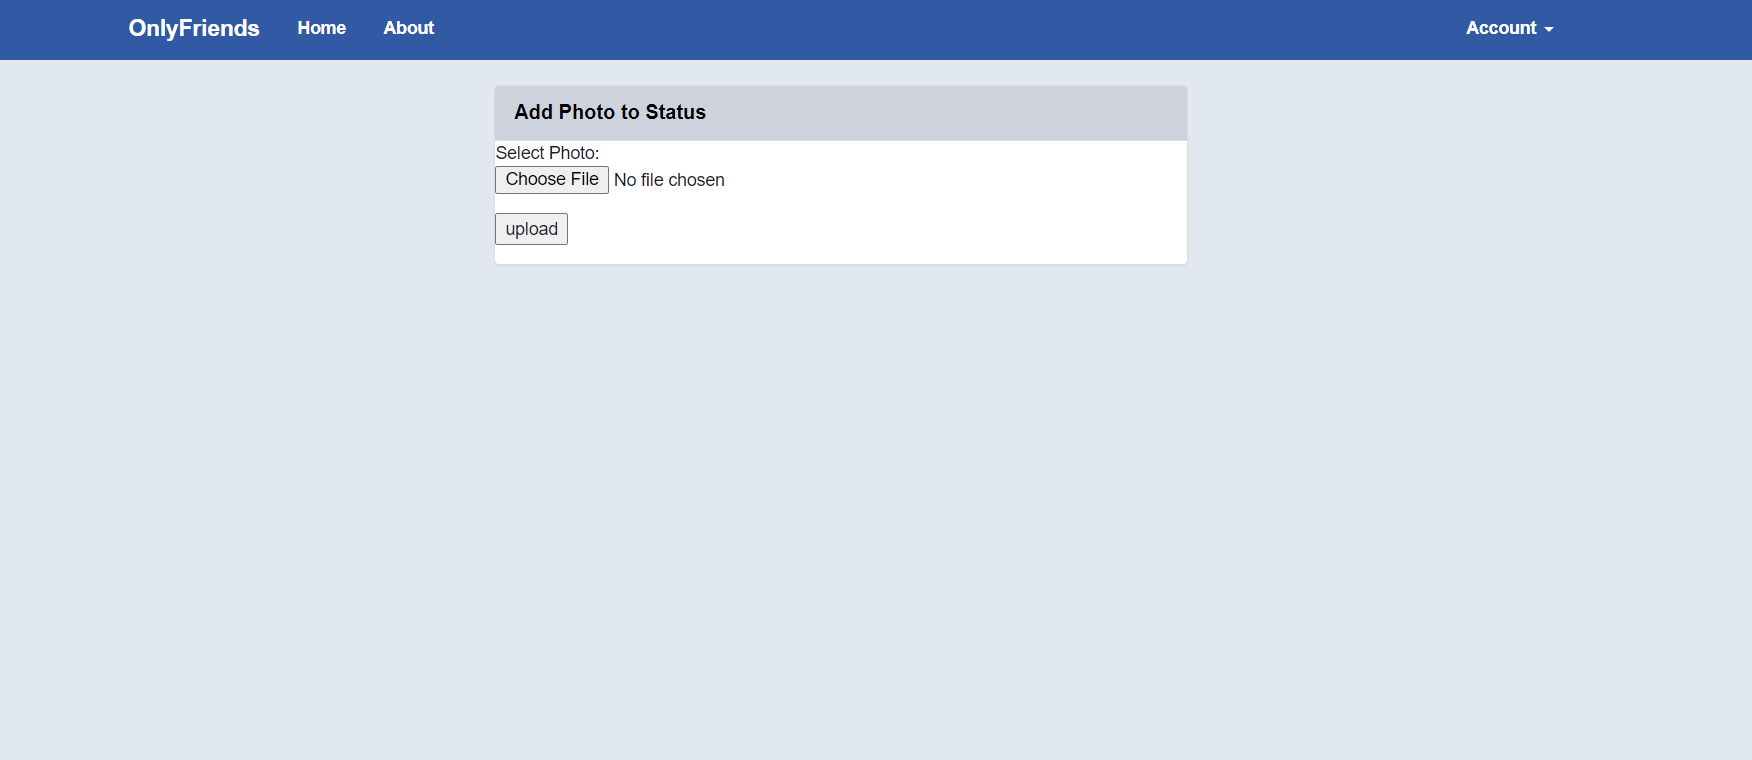 OnlyFriends Home About Account
Add Photo to Status
Select Photo:
Choose File No file chosen
upload